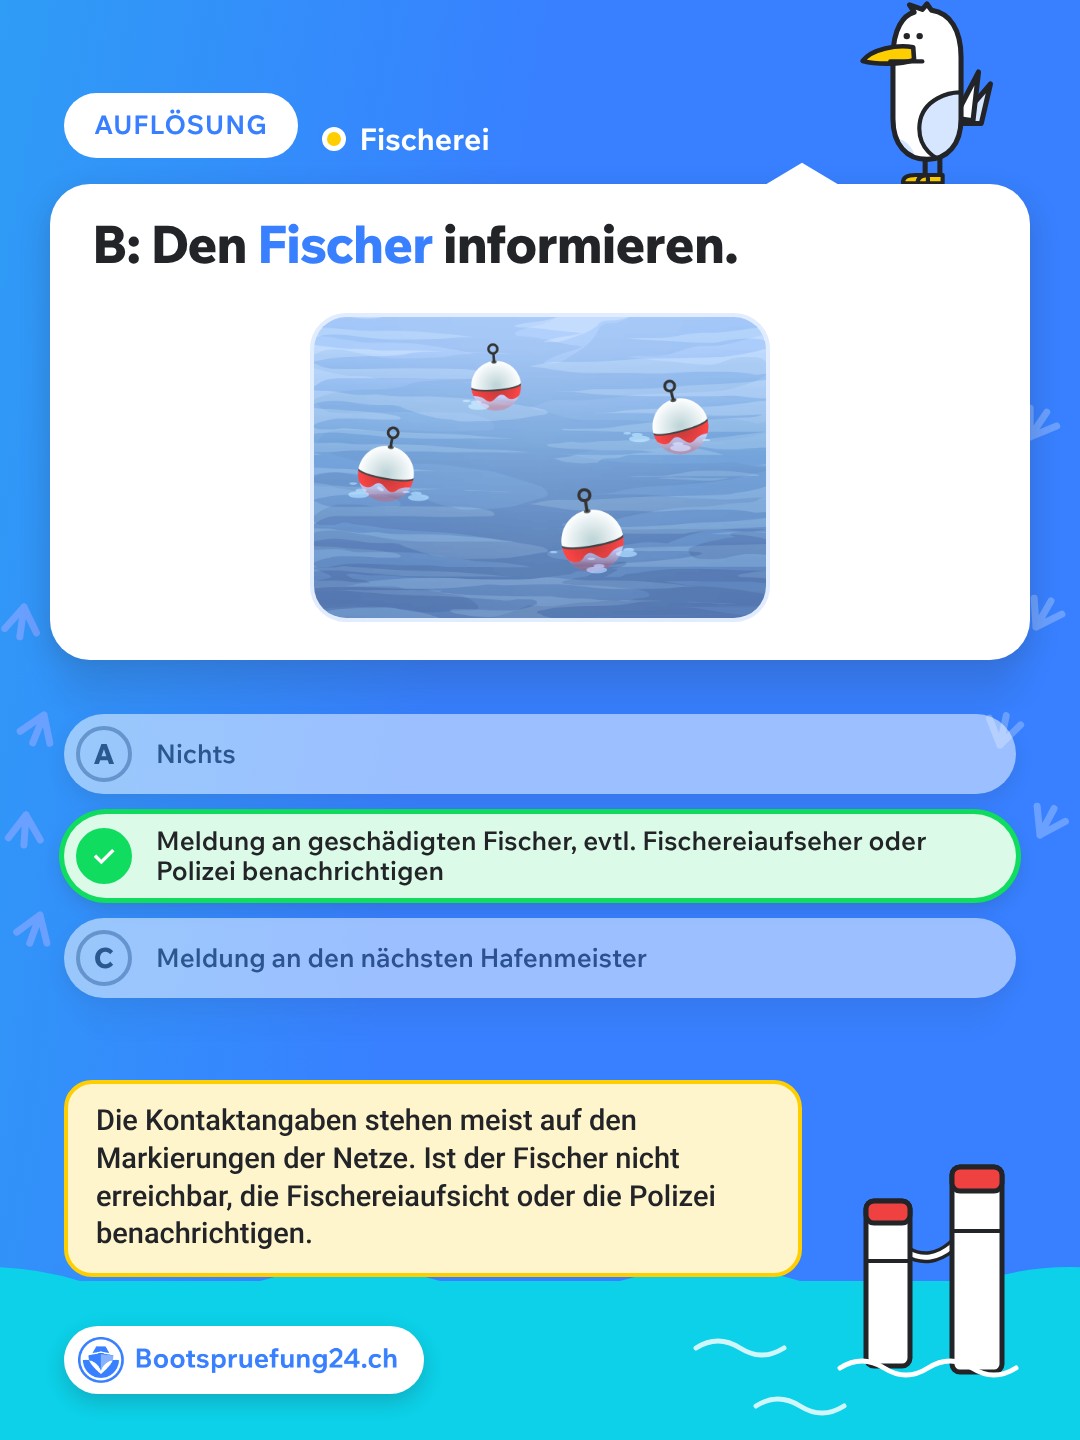 AUFLÖSUNG
Fischerei
B: Den Fischer informieren.
A Nichts
Meldung an geschädigten Fischer, evtl. Fischereiaufseher oder
Polizei benachrichtigen
C Meldung an den nächsten Hafenmeister
Die Kontaktangaben stehen meist auf den
Markierungen der Netze. Ist der Fischer nicht
erreichbar, die Fischereiaufsicht oder die Polizei
benachrichtigen.
Bootspruefung24.ch